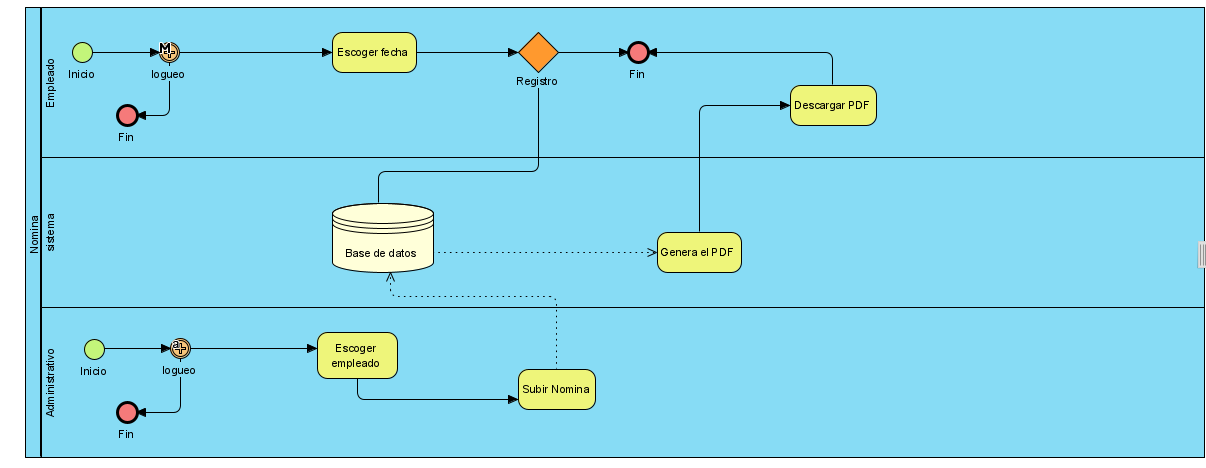 Nomina
Empleado
Inicio
logueo
Fin
Escoger fecha
Registro
Fin
Descargar PDF
sistema
Base de datos
Genera el PDF
Administrativo
Inicio
logueo
Fin
Escoger
empleado
Subir Nomina